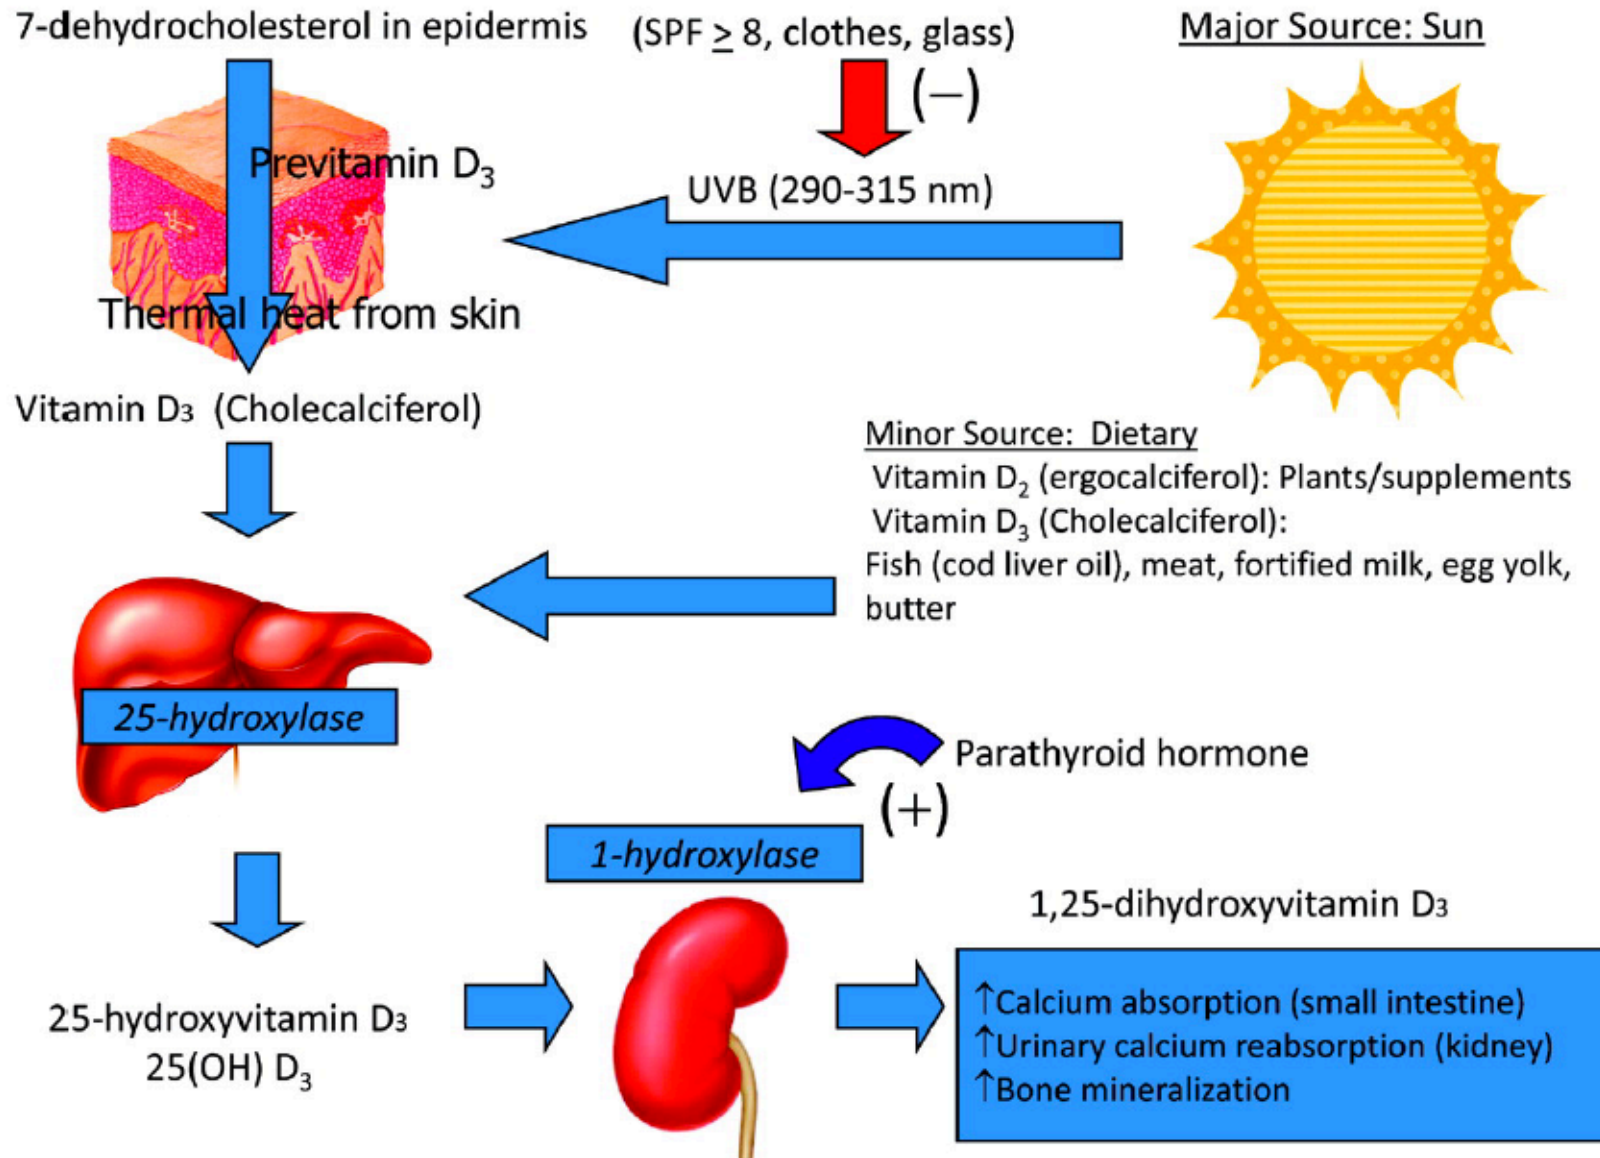 7-dehydrocholesterol in epidermis
(SPF ≥ 8, clothes, glass)
Major Source: Sun
(−)
Previtamin D₃
UVB (290-315 nm)
Thermal heat from skin
Vitamin D₃ (Cholecalciferol)
Minor Source: Dietary
Vitamin D₂ (ergocalciferol): Plants/supplements
Vitamin D₃ (Cholecalciferol):
Fish (cod liver oil), meat, fortified milk, egg yolk,
butter
25-hydroxylase
Parathyroid hormone
(+)
1-hydroxylase
1,25-dihydroxyvitamin D₃
25-hydroxyvitamin D₃
25(OH) D₃
↑Calcium absorption (small intestine)
↑Urinary calcium reabsorption (kidney)
↑Bone mineralization